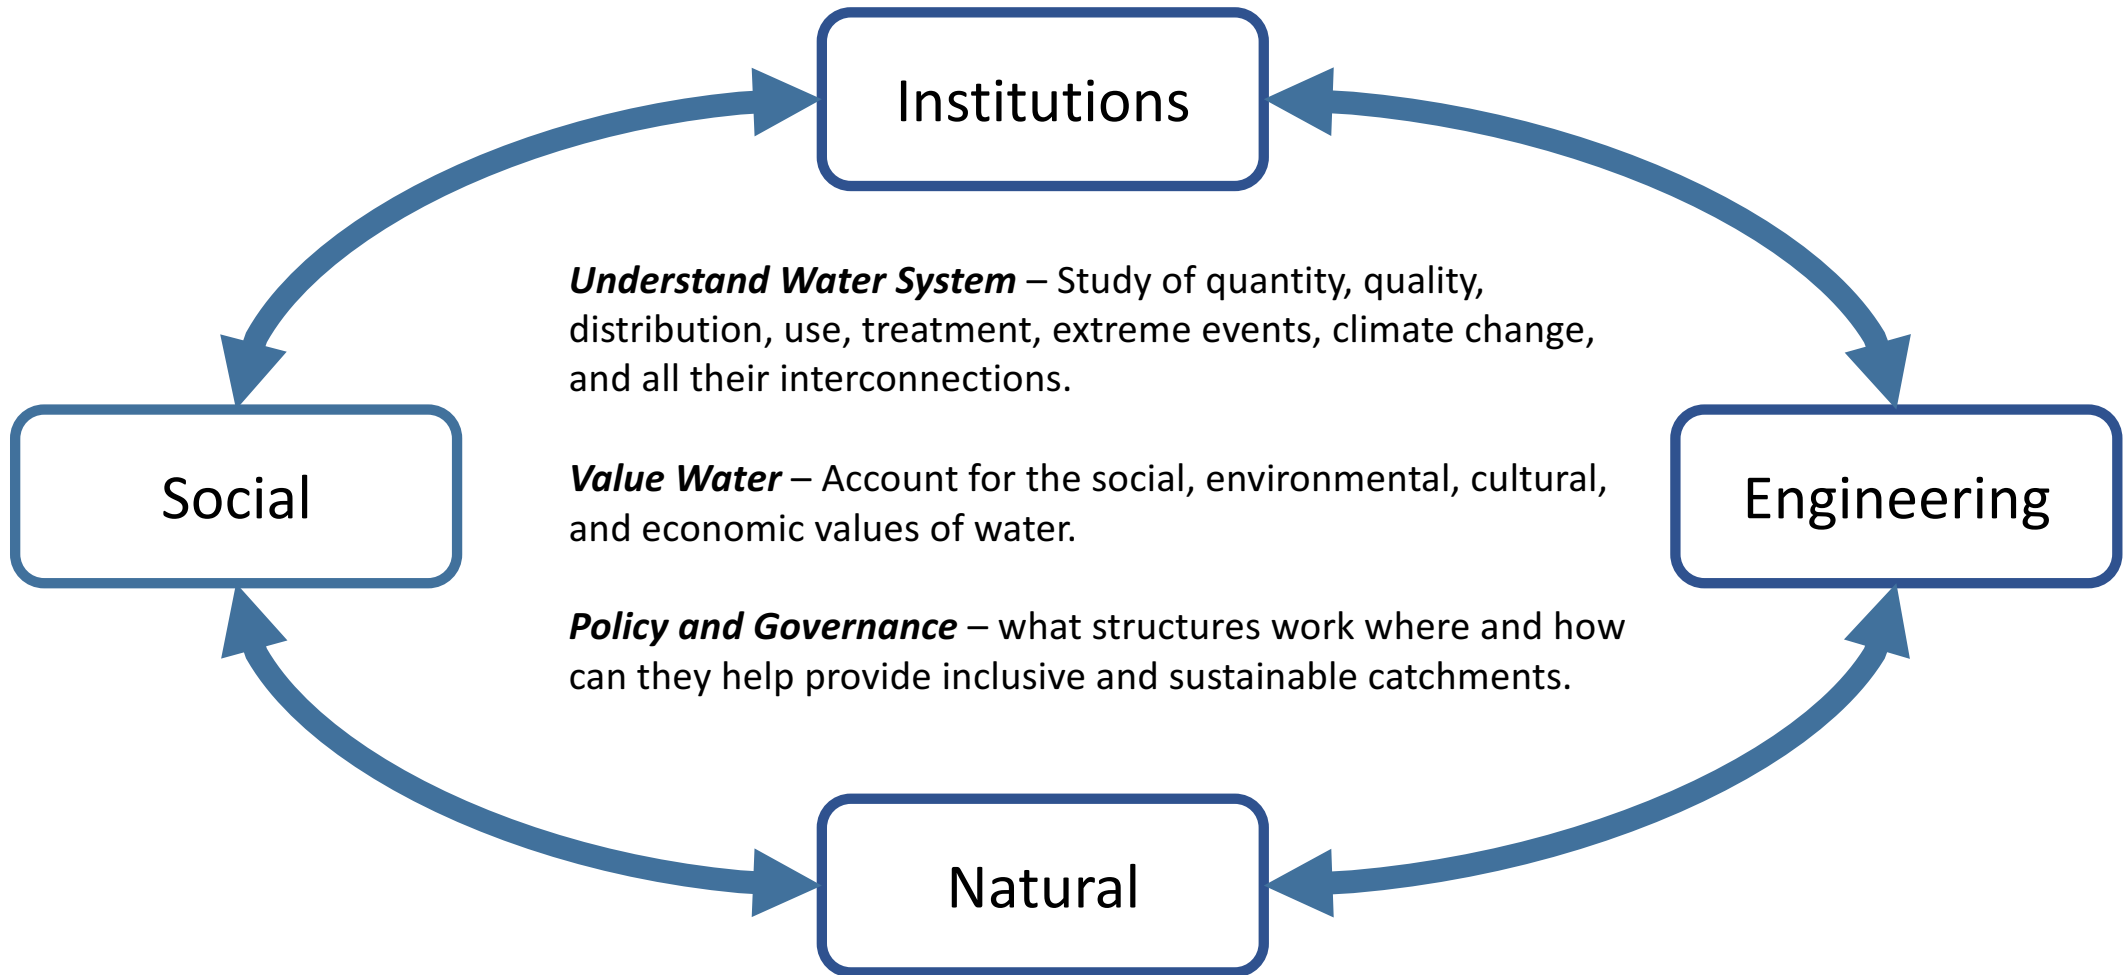 Institutions
Understand Water System – Study of quantity, quality,
distribution, use, treatment, extreme events, climate change,
and all their interconnections.
Social
Value Water – Account for the social, environmental, cultural,
and economic values of water.
Engineering
Policy and Governance – what structures work where and how
can they help provide inclusive and sustainable catchments.
Natural